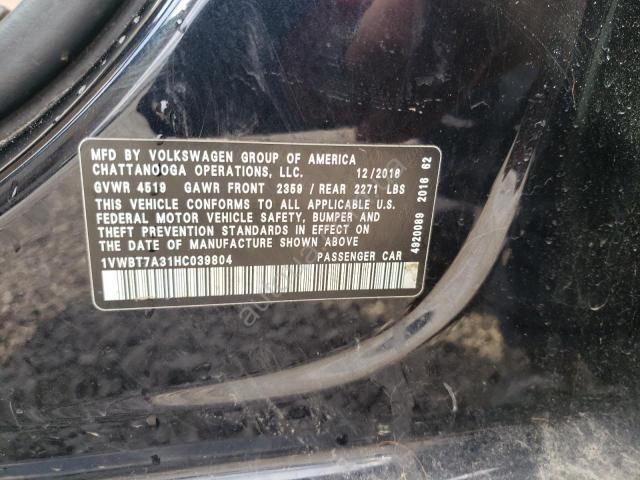 MFD BY VOLKSWAGEN GROUP OF AMERICA
CHATTANOOGA OPERATIONS, LLC. 12/2016
GVWR 4519 GAWR FRONT 2359 / REAR 2271 LBS
THIS VEHICLE CONFORMS TO ALL APPLICABLE U.S.
FEDERAL MOTOR VEHICLE SAFETY, BUMPER AND
THEFT PREVENTION STANDARDS IN EFFECT ON
DATE OF MANUFACTURE SHOWN ABOVE
1VWBT7A31HC039804 PASSENGER CAR
4920089 2016 62